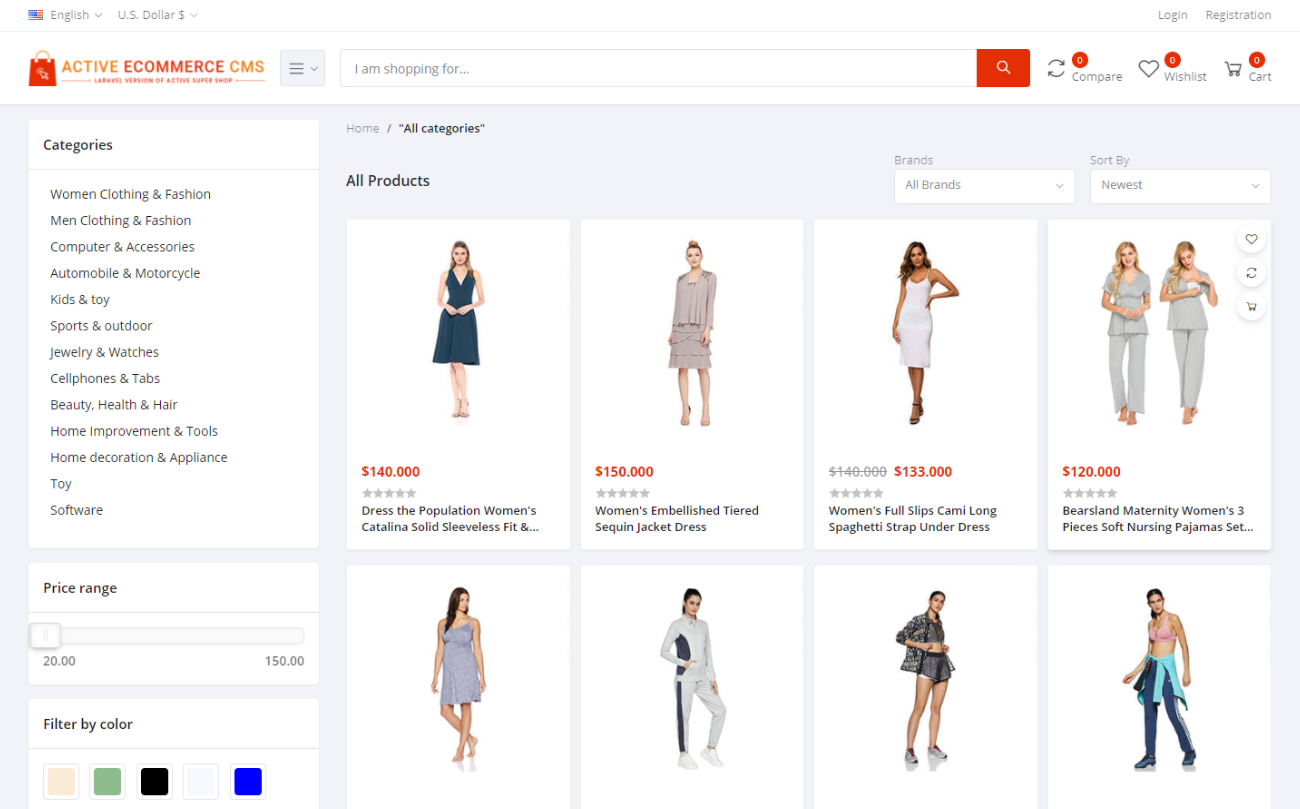 English
U.S. Dollar $
Login
Registration
ACTIVE ECOMMERCE CMS
LARAVEL VERSION OF ACTIVE SUPER SHOP
I am shopping for...
0
Compare
0
Wishlist
0
Cart
Categories
Women Clothing & Fashion
Men Clothing & Fashion
Computer & Accessories
Automobile & Motorcycle
Kids & toy
Sports & outdoor
Jewelry & Watches
Cellphones & Tabs
Beauty, Health & Hair
Home Improvement & Tools
Home decoration & Appliance
Toy
Software
Price range
20.00
150.00
Filter by color
Home / "All categories"
All Products
Brands
All Brands
Sort By
Newest
$140.000
Dress the Population Women's
Catalina Solid Sleeveless Fit &...
$150.000
Women's Embellished Tiered
Sequin Jacket Dress
$140.000 $133.000
Women's Full Slips Cami Long
Spaghetti Strap Under Dress
$120.000
Bearsland Maternity Women's 3
Pieces Soft Nursing Pajamas Set...